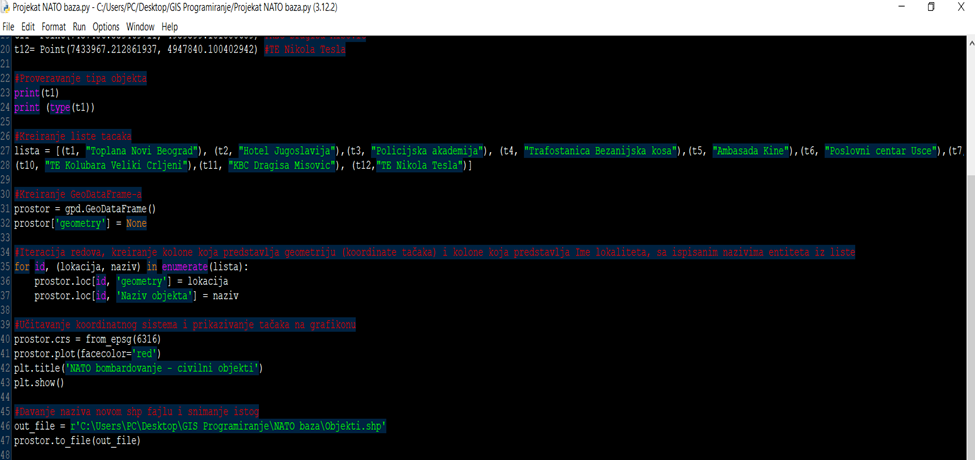 Projekat NATO baza.py - C:/Users/PC/Desktop/GIS Programiranje/Projekat NATO baza.py (3.12.2)
File Edit Format Run Options Window Help
20 t12= Point(7433967.212861937, 4947840.100402942) #TE Nikola Tesla
21
22 #Proveravanje tipa objekta
23 print(t1)
24 print (type(t1))
25
26 #Kreiranje liste tacaka
27 lista = [(t1, "Toplana Novi Beograd"), (t2, "Hotel Jugoslavija"),(t3, "Policijska akademija"), (t4, "Trafostanica Bezanijska kosa"),(t5, "Ambasada Kine"),(t6, "Poslovni centar Usce"),(t7,
28 (t10, "TE Kolubara Veliki Crljeni"),(t11, "KBC Dragisa Misovic"), (t12,"TE Nikola Tesla")]
29
30 #Kreiranje GeoDataFrame-a
31 prostor = gpd.GeoDataFrame()
32 prostor['geometry'] = None
33
34 #Iteracija redova, kreiranje kolone koja predstavlja geometriju (koordinate tačaka) i kolone koja predstavlja Ime lokaliteta, sa ispisanim nazivima entiteta iz liste
35 for id, (lokacija, naziv) in enumerate(lista):
36 prostor.loc[id, 'geometry'] = lokacija
37 prostor.loc[id, 'Naziv objekta'] = naziv
38
39 #Učitavanje koordinatnog sistema i prikazivanje tačaka na grafikonu
40 prostor.crs = from_epsg(6316)
41 prostor.plot(facecolor='red')
42 plt.title('NATO bombardovanje - civilni objekti')
43 plt.show()
44
45 #Davanje naziva novom shp fajlu i snimanje istog
46 out_file = r'C:\Users\PC\Desktop\GIS Programiranje\NATO baza\Objekti.shp'
47 prostor.to_file(out_file)
48